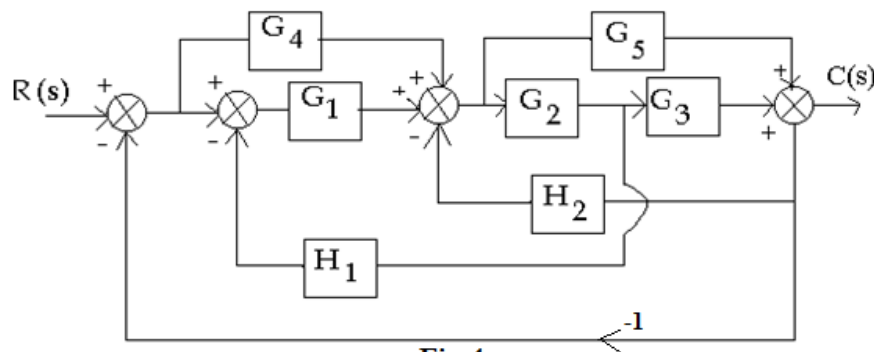 G4
G5
+ + +
R(s) + + G1 + G2 G3 C(s)
- - - + +
H2
H1
-1